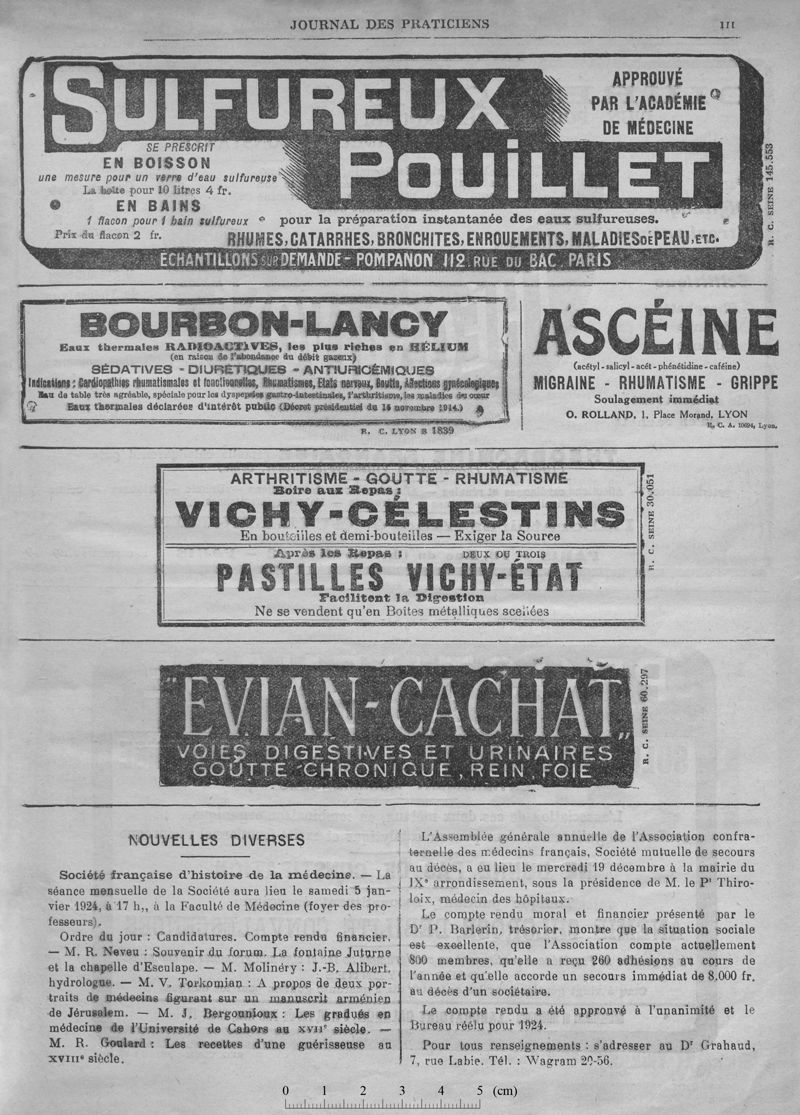 JOURNAL DES PRATICIENS
III
SULFUREUX
POUILLET
APPROUVÉ
PAR L'ACADÉMIE
DE MÉDECINE
SE PRESCRIT
EN BOISSON
une mesure pour un verre d'eau sulfureuse
La boîte pour 10 litres 4 fr.
EN BAINS
1 flacon pour 1 bain sulfureux
Prix du flacon 2 fr.
pour la préparation instantanée des eaux sulfureuses.
RHUMES, CATARRHES, BRONCHITES, ENROUEMENTS, MALADIES DE PEAU, ETC.
ÉCHANTILLONS SUR DEMANDE - POMPANON 112 RUE DU BAC PARIS
R. C. SEINE 145.553
BOURBON-LANCY
Eaux thermales RADIOACTIVES, les plus riches en HÉLIUM
(en raison de l'abondance du débit gazeux)
SÉDATIVES - DIURÉTIQUES - ANTIURICÉMIQUES
Indications : Cardiopathies rhumatismales et fonctionnelles, Rhumatismes, Etats nerveux, Goutte, Affections gynécologiques
Eau de table très agréable, spéciale pour les dyspepsies gastro-intestinales, l'arthritisme, les maladies du cœur
Eaux thermales déclarées d'intérêt public (Décret présidentiel du 14 novembre 1914.)
R. C. LYON B 1839
ASCÉINE
(acétyl-salicyl-acét-phénétidine-caféine)
MIGRAINE - RHUMATISME - GRIPPE
Soulagement immédiat
O. ROLLAND, 1, Place Morand, LYON
R. C. A. 10694, Lyon.
ARTHRITISME - GOUTTE - RHUMATISME
Boire aux Repas :
VICHY-CÉLESTINS
En bouteilles et demi-bouteilles — Exiger la Source
Après les Repas : DEUX OU TROIS
PASTILLES VICHY-ÉTAT
Facilitent la Digestion
Ne se vendent qu'en Boîtes métalliques scellées
R. C. SEINE 30.051
"EVIAN-CACHAT"
VOIES DIGESTIVES ET URINAIRES
GOUTTE CHRONIQUE, REIN, FOIE
R. C. SEINE 60.297
NOUVELLES DIVERSES
Société française d'histoire de la médecine. — La
séance mensuelle de la Société aura lieu le samedi 5 jan-
vier 1924, à 17 h., à la Faculté de Médecine (foyer des pro-
fesseurs).
Ordre du jour : Candidatures. Compte rendu financier.
— M. R. Neveu : Souvenir du forum. La fontaine Juturne
et la chapelle d'Esculape. — M. Molinéry : J.-B. Alibert,
hydrologue. — M. V. Torkomian : A propos de deux por-
traits de médecins figurant sur un manuscrit arménien
de Jérusalem. — M. J. Bergounioux : Les gradués en
médecine de l'Université de Cahors au XVIIe siècle. —
M. R. Goulard : Les recettes d'une guérisseuse au
XVIIIe siècle.
L'Assemblée générale annuelle de l'Association confra-
ternelle des médecins français, Société mutuelle de secours
au décès, a eu lieu le mercredi 19 décembre à la mairie du
IXe arrondissement, sous la présidence de M. le Pr Thiro-
loix, médecin des hôpitaux.
Le compte rendu moral et financier présenté par le
Dr P. Barlerin, trésorier, montre que la situation sociale
est excellente, que l'Association compte actuellement
800 membres, qu'elle a reçu 260 adhésions au cours de
l'année et qu'elle accorde un secours immédiat de 8.000 fr.
au décès d'un sociétaire.
Le compte rendu a été approuvé à l'unanimité et le
Bureau réélu pour 1924.
Pour tous renseignements : s'adresser au Dr Grahaud,
7, rue Labie. Tél. : Wagram 20-56.
0 1 2 3 4 5 (cm)